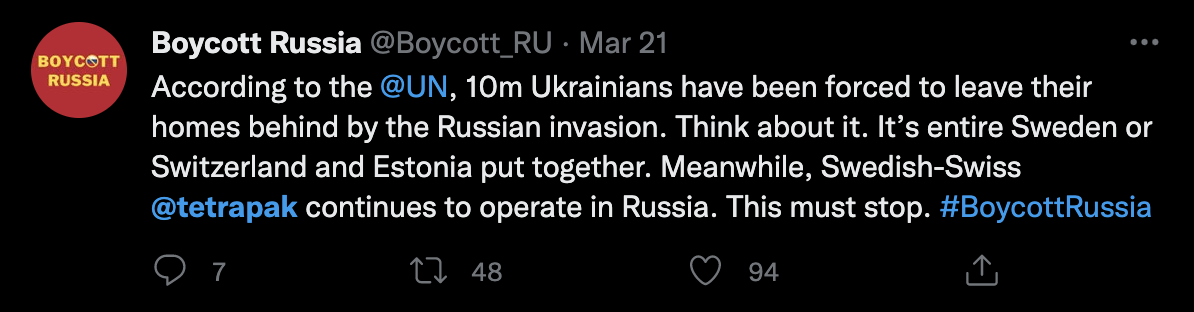 BOYCOTT
RUSSIA
Boycott Russia @Boycott_RU · Mar 21
According to the @UN, 10m Ukrainians have been forced to leave their
homes behind by the Russian invasion. Think about it. It’s entire Sweden or
Switzerland and Estonia put together. Meanwhile, Swedish-Swiss
@tetrapak continues to operate in Russia. This must stop. #BoycottRussia
7 48 94